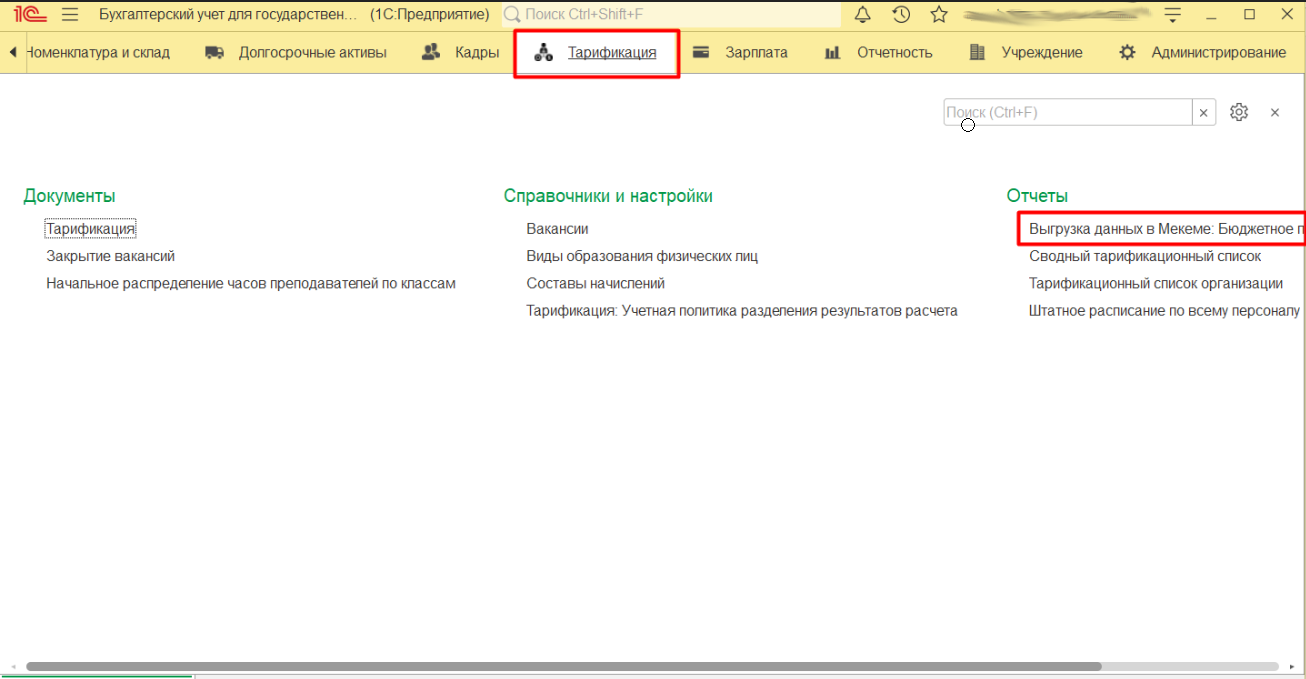 1С Бухгалтерский учет для государствен... (1С:Предприятие) Поиск Ctrl+Shift+F
Номенклатура и склад Долгосрочные активы Кадры Тарификация Зарплата Отчетность Учреждение Администрирование
Поиск (Ctrl+F)
Документы
Тарификация
Закрытие вакансий
Начальное распределение часов преподавателей по классам
Справочники и настройки
Вакансии
Виды образования физических лиц
Составы начислений
Тарификация: Учетная политика разделения результатов расчета
Отчеты
Выгрузка данных в Мекеме: Бюджетное п
Сводный тарификационный список
Тарификационный список организации
Штатное расписание по всему персоналу